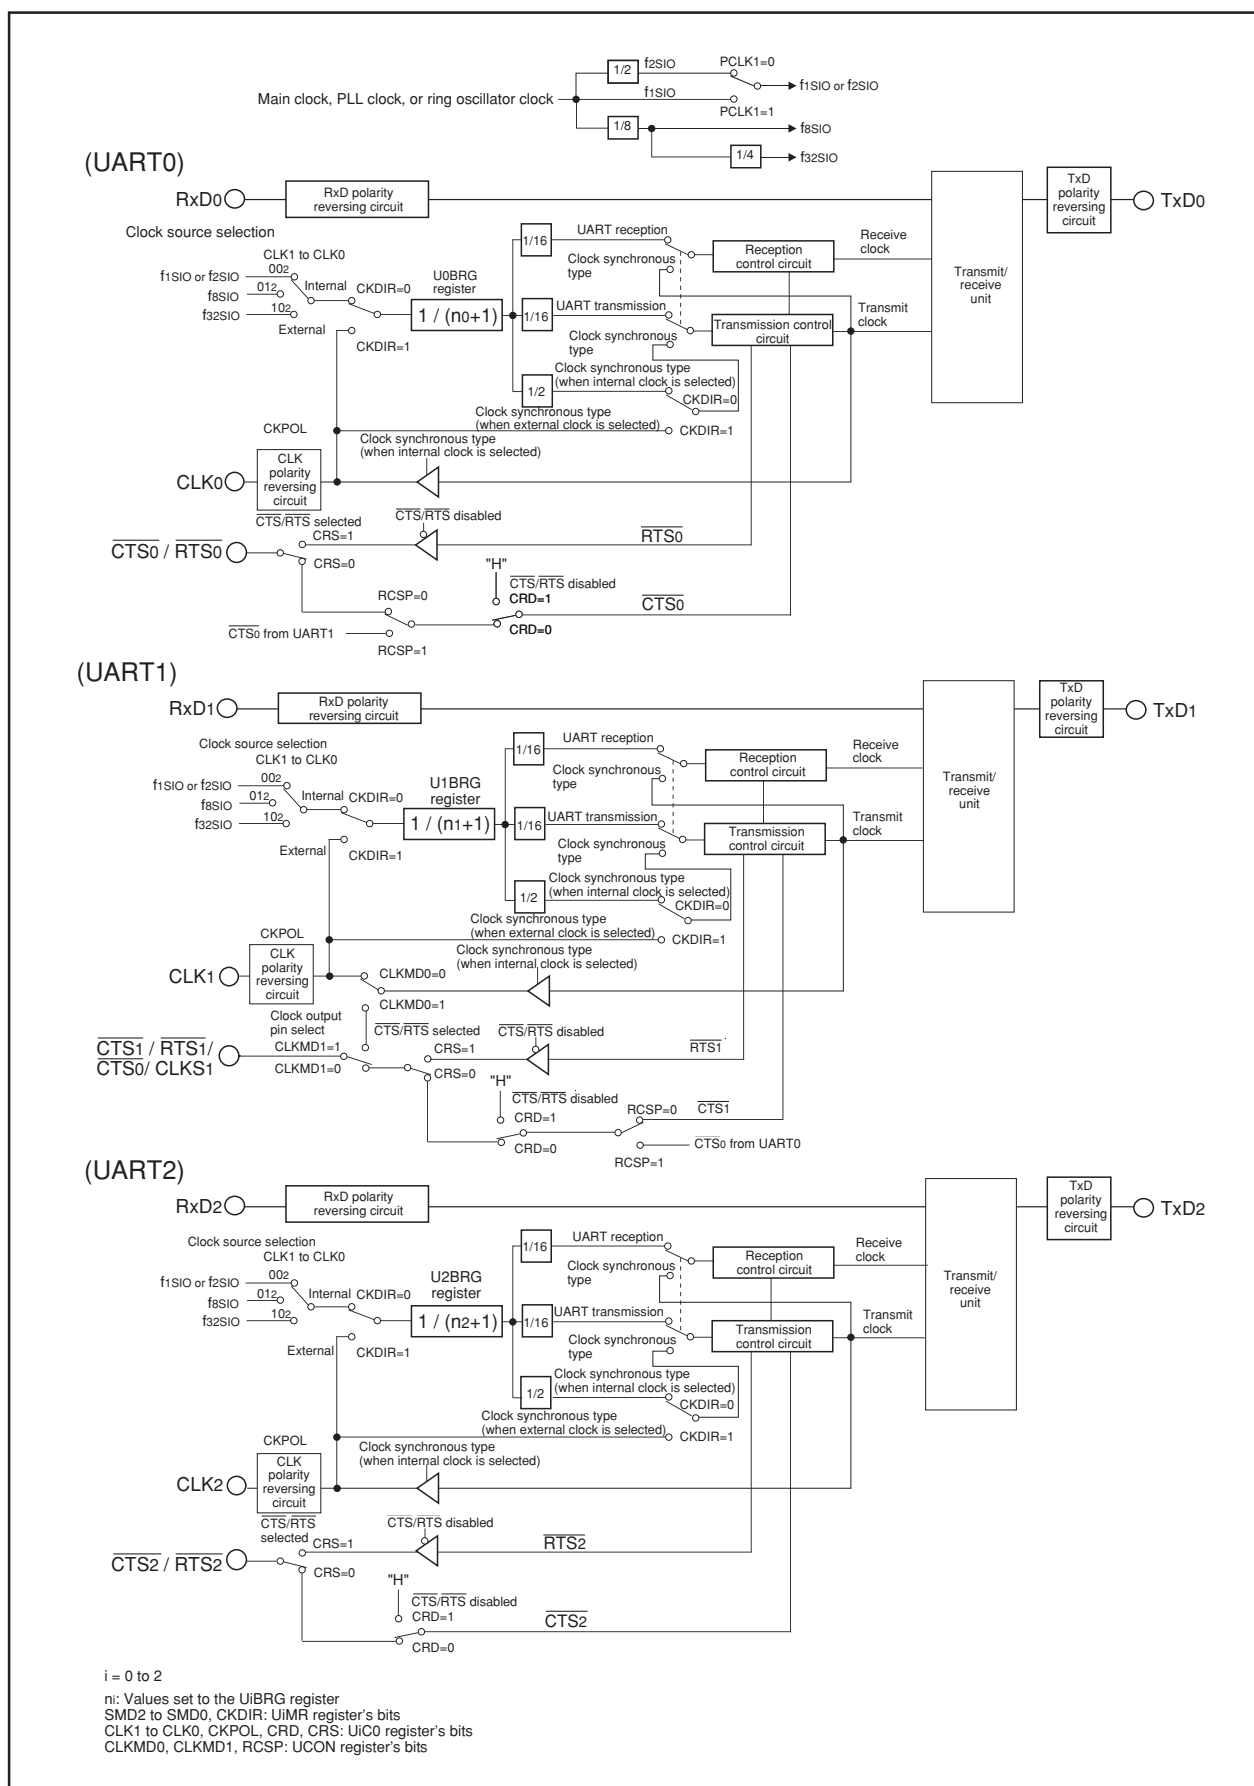 f2SIO
PCLK1=0
1/2
f1SIO or f2SIO
Main clock, PLL clock, or ring oscillator clock
f1SIO
PCLK1=1
1/8
f8SIO
1/4
f32SIO
(UART0)
RxD0
RxD polarity
reversing circuit
TxD
polarity
reversing
circuit
TxD0
Clock source selection
CLK1 to CLK0
f1SIO or f2SIO
002
f8SIO
012
f32SIO
102
Internal
CKDIR=0
External
CKDIR=1
U0BRG
register
1 / (n0+1)
1/16
UART reception
Clock synchronous
type
Reception
control circuit
Receive
clock
Transmit/
receive
unit
1/16
UART transmission
Clock synchronous
type
Transmission control
circuit
Transmit
clock
1/2
Clock synchronous type
(when internal clock is selected)
CKDIR=0
Clock synchronous type
(when external clock is selected)
CKDIR=1
Clock synchronous type
(when internal clock is selected)
CKPOL
CLK0
CLK
polarity
reversing
circuit
CTS/RTS selected
CTS/RTS disabled
CTS0 / RTS0
CRS=1
CRS=0
RTS0
"H"
CTS/RTS disabled
RCSP=0
CRD=1
CTS0
CTS0 from UART1
CRD=0
RCSP=1
(UART1)
RxD1
RxD polarity
reversing circuit
TxD
polarity
reversing
circuit
TxD1
Clock source selection
CLK1 to CLK0
f1SIO or f2SIO
002
f8SIO
012
f32SIO
102
Internal
CKDIR=0
External
CKDIR=1
U1BRG
register
1 / (n1+1)
1/16
UART reception
Clock synchronous
type
Reception
control circuit
Receive
clock
Transmit/
receive
unit
1/16
UART transmission
Clock synchronous
type
Transmission
control circuit
Transmit
clock
1/2
Clock synchronous type
(when internal clock is selected)
CKDIR=0
Clock synchronous type
(when external clock is selected)
CKDIR=1
Clock synchronous type
(when internal clock is selected)
CKPOL
CLK1
CLK
polarity
reversing
circuit
CLKMD0=0
CLKMD0=1
Clock output
pin select
CTS/RTS selected
CTS/RTS disabled
CTS1 / RTS1/
CTS0/ CLKS1
CLKMD1=1
CLKMD1=0
CRS=1
CRS=0
RTS1
"H"
CTS/RTS disabled
CRD=1
CRD=0
RCSP=0
CTS1
CTS0 from UART0
RCSP=1
(UART2)
RxD2
RxD polarity
reversing circuit
TxD
polarity
reversing
circuit
TxD2
Clock source selection
CLK1 to CLK0
f1SIO or f2SIO
002
f8SIO
012
f32SIO
102
Internal
CKDIR=0
External
CKDIR=1
U2BRG
register
1 / (n2+1)
1/16
UART reception
Clock synchronous
type
Reception
control circuit
Receive
clock
Transmit/
receive
unit
1/16
UART transmission
Clock synchronous
type
Transmission
control circuit
Transmit
clock
1/2
Clock synchronous type
(when internal clock is selected)
CKDIR=0
Clock synchronous type
(when external clock is selected)
CKDIR=1
Clock synchronous type
(when internal clock is selected)
CKPOL
CLK2
CLK
polarity
reversing
circuit
CTS/RTS
selected
CTS/RTS disabled
CTS2 / RTS2
CRS=1
CRS=0
RTS2
"H"
CTS/RTS disabled
CRD=1
CTS2
CRD=0
i = 0 to 2
ni: Values set to the UiBRG register
SMD2 to SMD0, CKDIR: UiMR register's bits
CLK1 to CLK0, CKPOL, CRD, CRS: UiC0 register's bits
CLKMD0, CLKMD1, RCSP: UCON register's bits